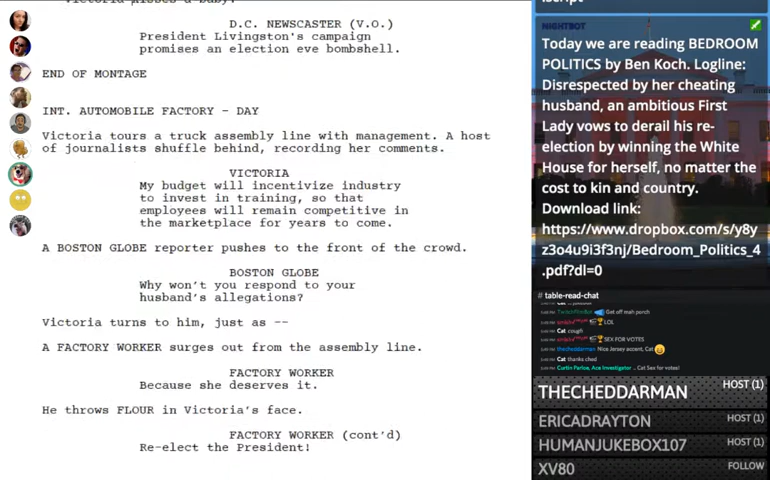 Victoria kisses a baby?
D.C. NEWSCASTER (V.O.)
President Livingston's campaign
promises an election eve bombshell.
END OF MONTAGE
INT. AUTOMOBILE FACTORY - DAY
Victoria tours a truck assembly line with management. A host
of journalists shuffle behind, recording her comments.
VICTORIA
My budget will incentivize industry
to invest in training, so that
employees will remain competitive in
the marketplace for years to come.
A BOSTON GLOBE reporter pushes to the front of the crowd.
BOSTON GLOBE
Why won't you respond to your
husband's allegations?
Victoria turns to him, just as --
A FACTORY WORKER surges out from the assembly line.
FACTORY WORKER
Because she deserves it.
He throws FLOUR in Victoria's face.
FACTORY WORKER (cont'd)
Re-elect the President!
iscript
NIGHTBOT
Today we are reading BEDROOM
POLITICS by Ben Koch. Logline:
Disrespected by her cheating
husband, an ambitious First
Lady vows to derail his re-
election by winning the White
House for herself, no matter the
cost to kin and country.
Download link:
https://www.dropbox.com/s/y8y
z3o4u9i3f3nj/Bedroom_Politics_4
.pdf?dl=0
# table-read-chat
Get off mah porch
LOL
Cat cough
SEX FOR VOTES
thecheddarman Nice Jersey accent, Cat
Cat thanks ched
Curtin Parloe, Ace Investigator .. Cat Sex for votes!
THECHEDDARMAN HOST (1)
ERICADRAYTON HOST (1)
HUMANJUKEBOX107 HOST (1)
XV80 FOLLOW